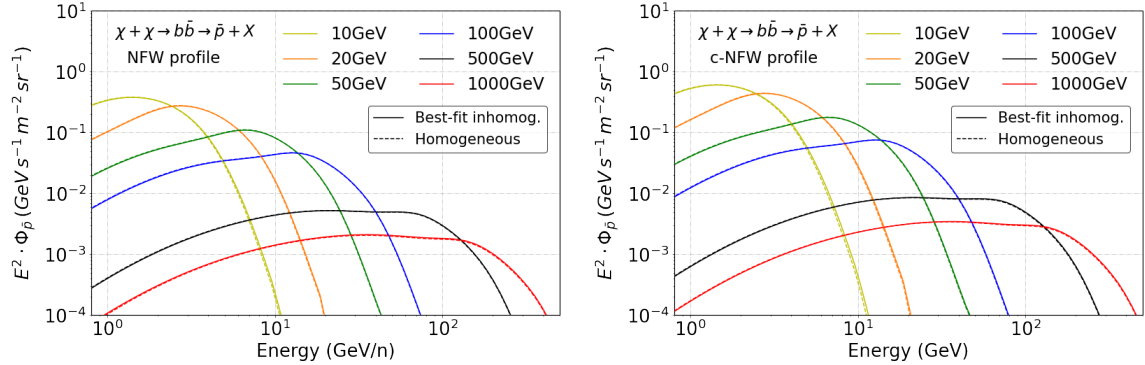 E² · Φ_p̄ (GeV s⁻¹ m⁻² sr⁻¹)
10¹
10⁰
10⁻¹
10⁻²
10⁻³
10⁻⁴
χ + χ → bb̄ → p̄ + X
NFW profile
10GeV
20GeV
50GeV
100GeV
500GeV
1000GeV
Best-fit inhomog.
Homogeneous
10⁰
10¹
10²
Energy (GeV/n)
E² · Φ_p̄ (GeV s⁻¹ m⁻² sr⁻¹)
10¹
10⁰
10⁻¹
10⁻²
10⁻³
10⁻⁴
χ + χ → bb̄ → p̄ + X
c-NFW profile
10GeV
20GeV
50GeV
100GeV
500GeV
1000GeV
Best-fit inhomog.
Homogeneous
10⁰
10¹
10²
Energy (GeV)